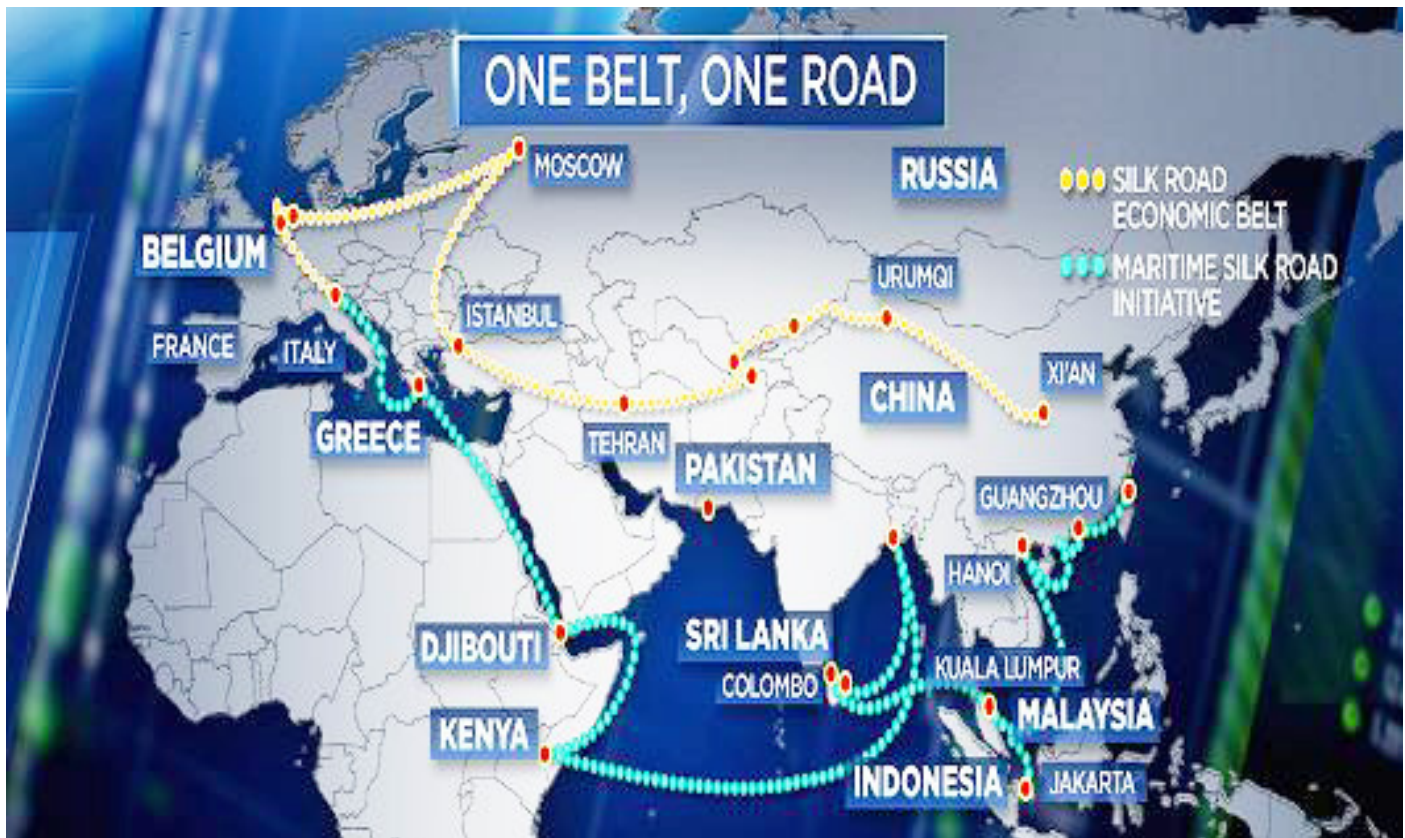 ONE BELT, ONE ROAD
MOSCOW
RUSSIA
SILK ROAD
ECONOMIC BELT
BELGIUM
MARITIME SILK ROAD
INITIATIVE
URUMQI
ISTANBUL
FRANCE
ITALY
XI'AN
CHINA
GREECE
TEHRAN
PAKISTAN
GUANGZHOU
HANOI
DJIBOUTI
SRI LANKA
COLOMBO
KUALA LUMPUR
MALAYSIA
KENYA
INDONESIA
JAKARTA